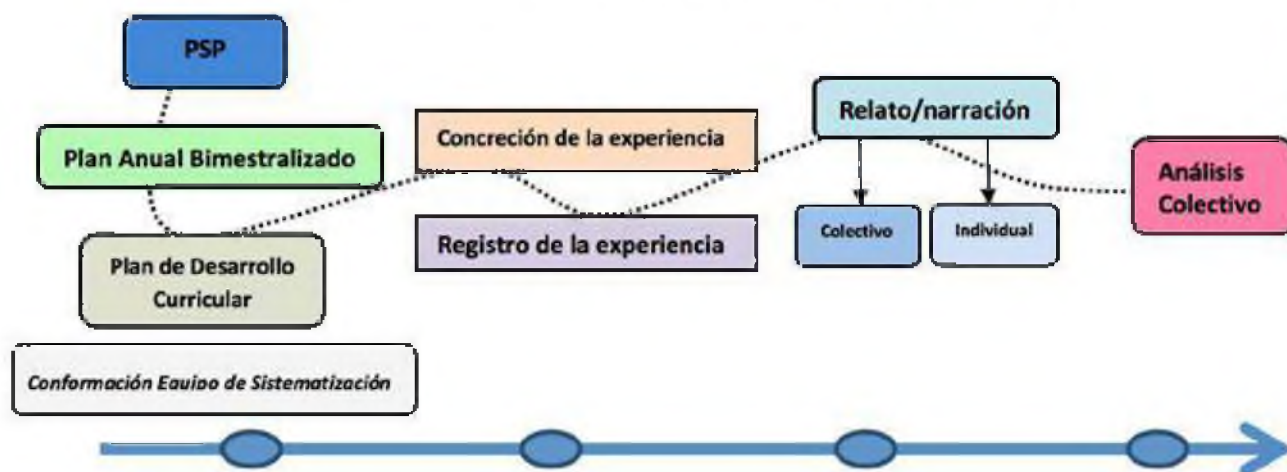 PSP
Plan Anual Bimestralizado
Plan de Desarrollo
Curricular
Conformación Equipo de Sistematización
Concreción de la experiencia
Registro de la experiencia
Relato/narración
Colectivo
Individual
Análisis
Colectivo